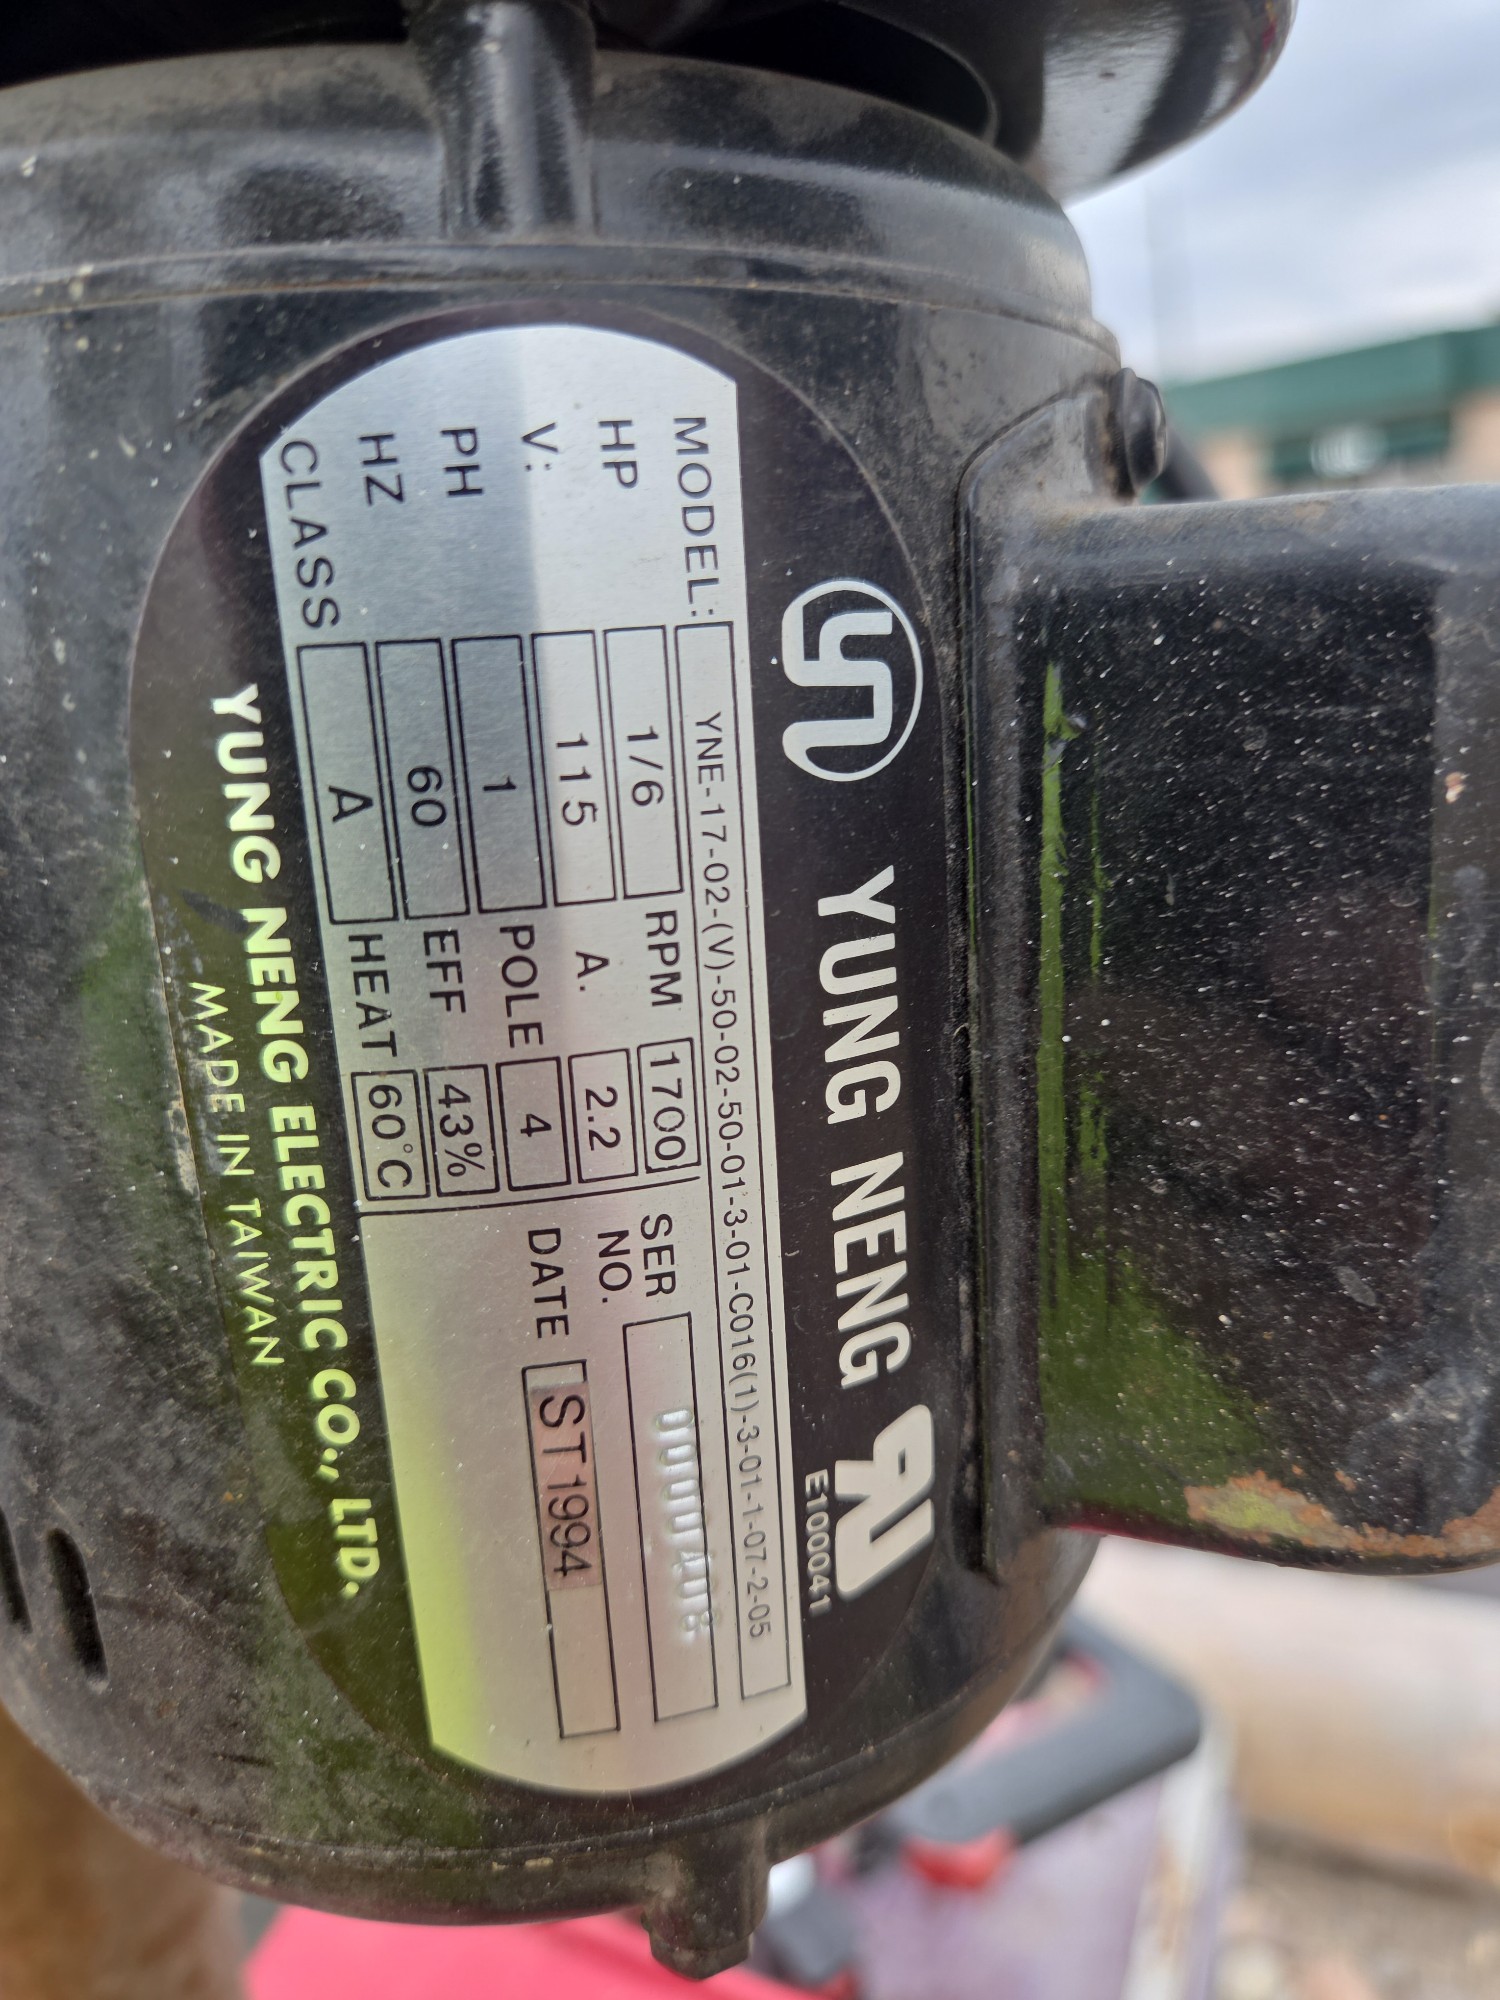 YUNG NENG
E100041
MODEL: YNE-17-02-(V)-50-02-50-01-3-01-C016(1)-3-01-1-07-2-05
HP 1/6 RPM 1700 SER NO.
V: 115 A. 2.2
PH 1 POLE 4 DATE ST1994
HZ 60 EFF 43%
CLASS A HEAT 60°C
YUNG NENG ELECTRIC CO., LTD.
MADE IN TAIWAN